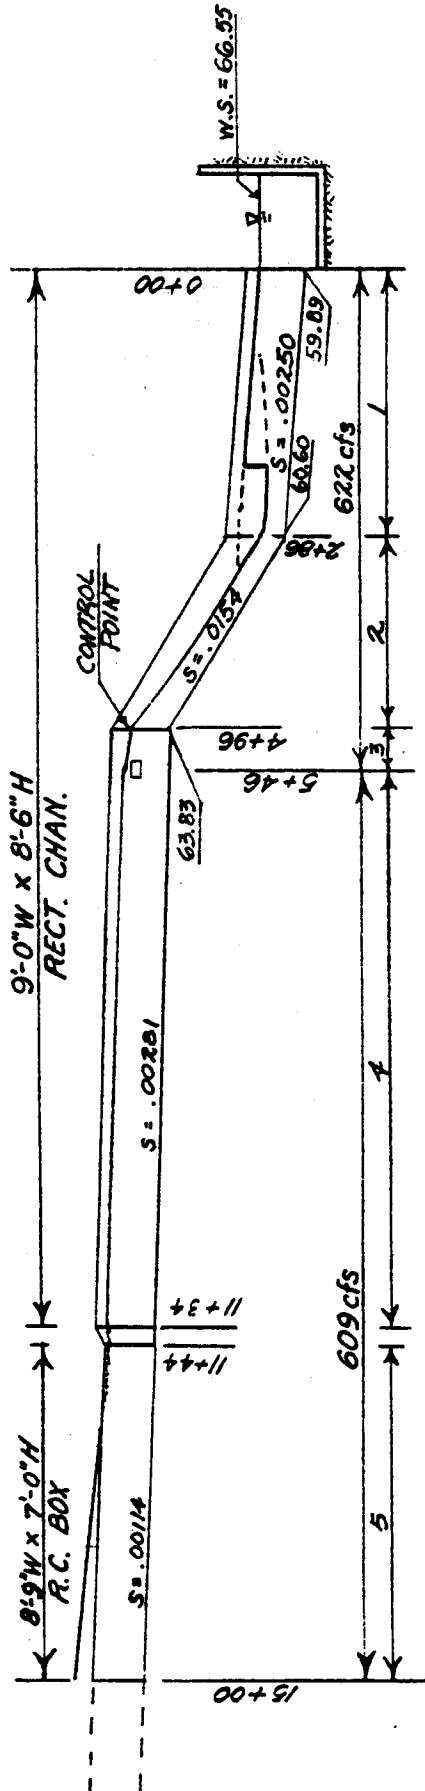 8'-9"W x 7'-0"H
R.C. BOX
9'-0"W x 8'-6"H
RECT. CHAN.
CONTROL
POINT
W.S. = 66.55
S= .00114
S = .00281
S= .0154
S = .00250
15+00
11+44
11+34
5+46
4+96
2+86
0+00
63.83
60.60
59.89
609 cfs
622 cfs
5
4
3
2
1